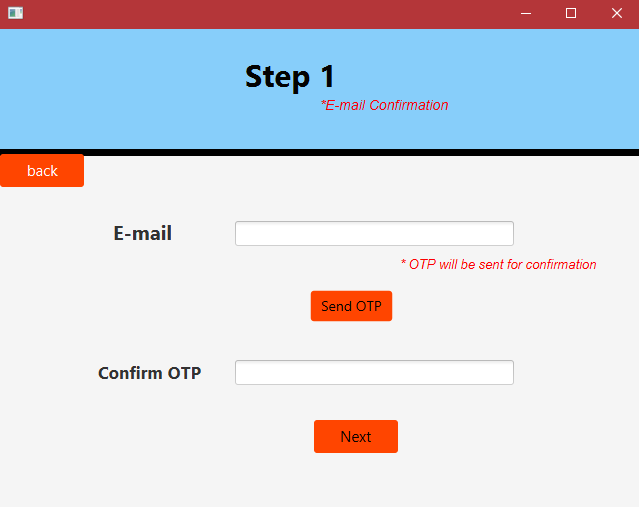 Step 1
*E-mail Confirmation
back
E-mail
* OTP will be sent for confirmation
Send OTP
Confirm OTP
Next